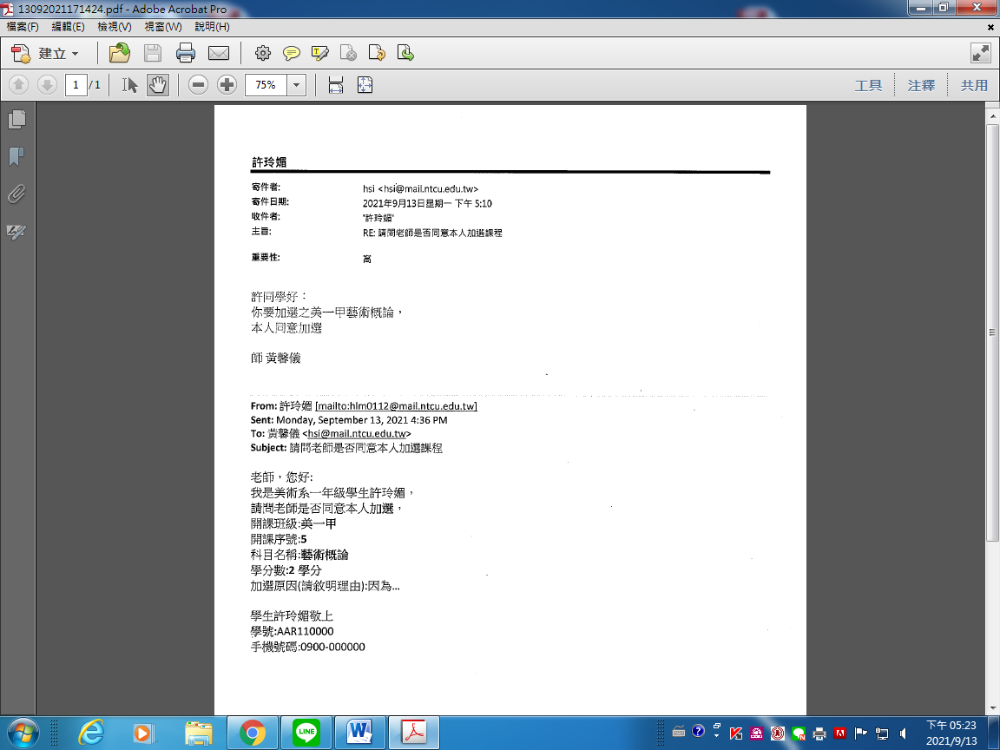 13092021171424.pdf - Adobe Acrobat Pro
檔案(F) 編輯(E) 檢視(V) 視窗(W) 說明(H)
建立
1 / 1 75% 工具 注釋 共用
許玲媚
寄件者: hsi <hsi@mail.ntcu.edu.tw>
寄件日期: 2021年9月13日星期一 下午 5:10
收件者: '許玲媚'
主旨: RE: 請問老師是否同意本人加選課程
重要性: 高
許同學好：
你要加選之美一甲藝術概論，
本人同意加選
師 黃馨儀
From: 許玲媚 [mailto:hlm0112@mail.ntcu.edu.tw]
Sent: Monday, September 13, 2021 4:36 PM
To: 黃馨儀 <hsi@mail.ntcu.edu.tw>
Subject: 請問老師是否同意本人加選課程
老師，您好:
我是美術系一年級學生許玲媚，
請問老師是否同意本人加選，
開課班級:美一甲
開課序號:5
科目名稱:藝術概論
學分數:2 學分
加選原因(請敘明理由):因為...
學生許玲媚敬上
學號:AAR110000
手機號碼:0900-000000
LINE
下午 05:23
2021/9/13